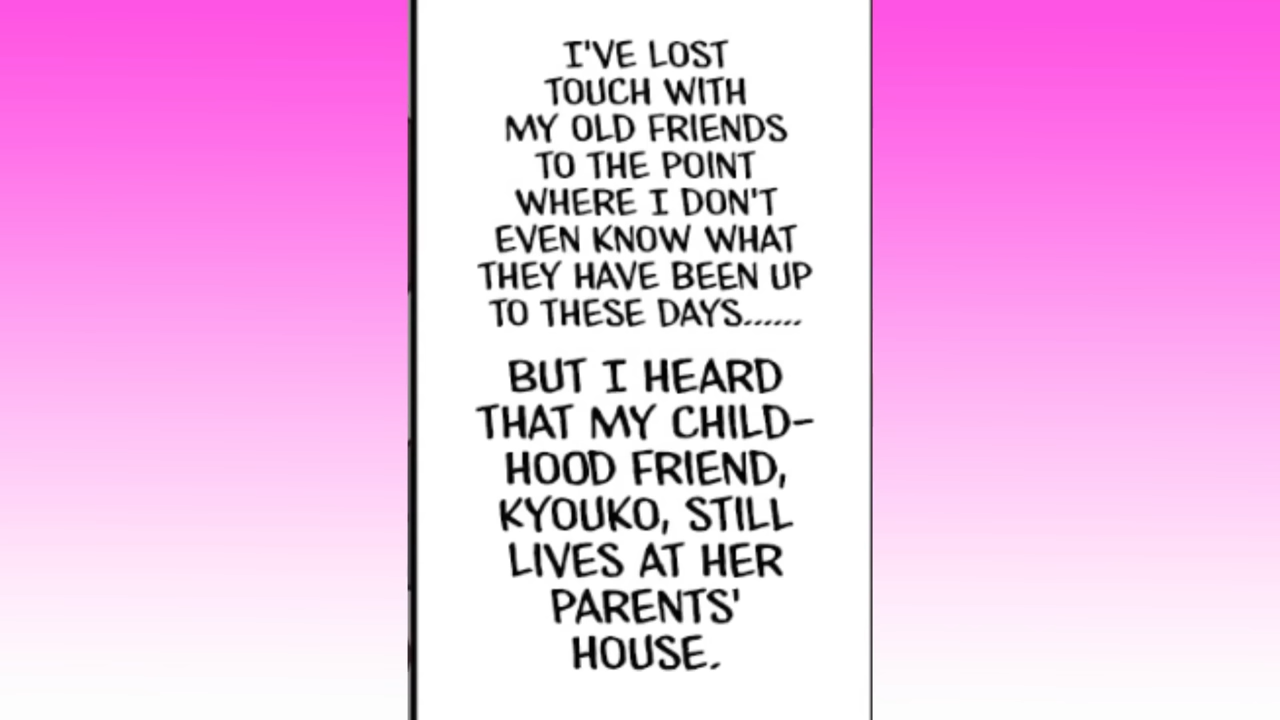 I'VE LOST
TOUCH WITH
MY OLD FRIENDS
TO THE POINT
WHERE I DON'T
EVEN KNOW WHAT
THEY HAVE BEEN UP
TO THESE DAYS......
BUT I HEARD
THAT MY CHILD-
HOOD FRIEND,
KYOUKO, STILL
LIVES AT HER
PARENTS'
HOUSE.